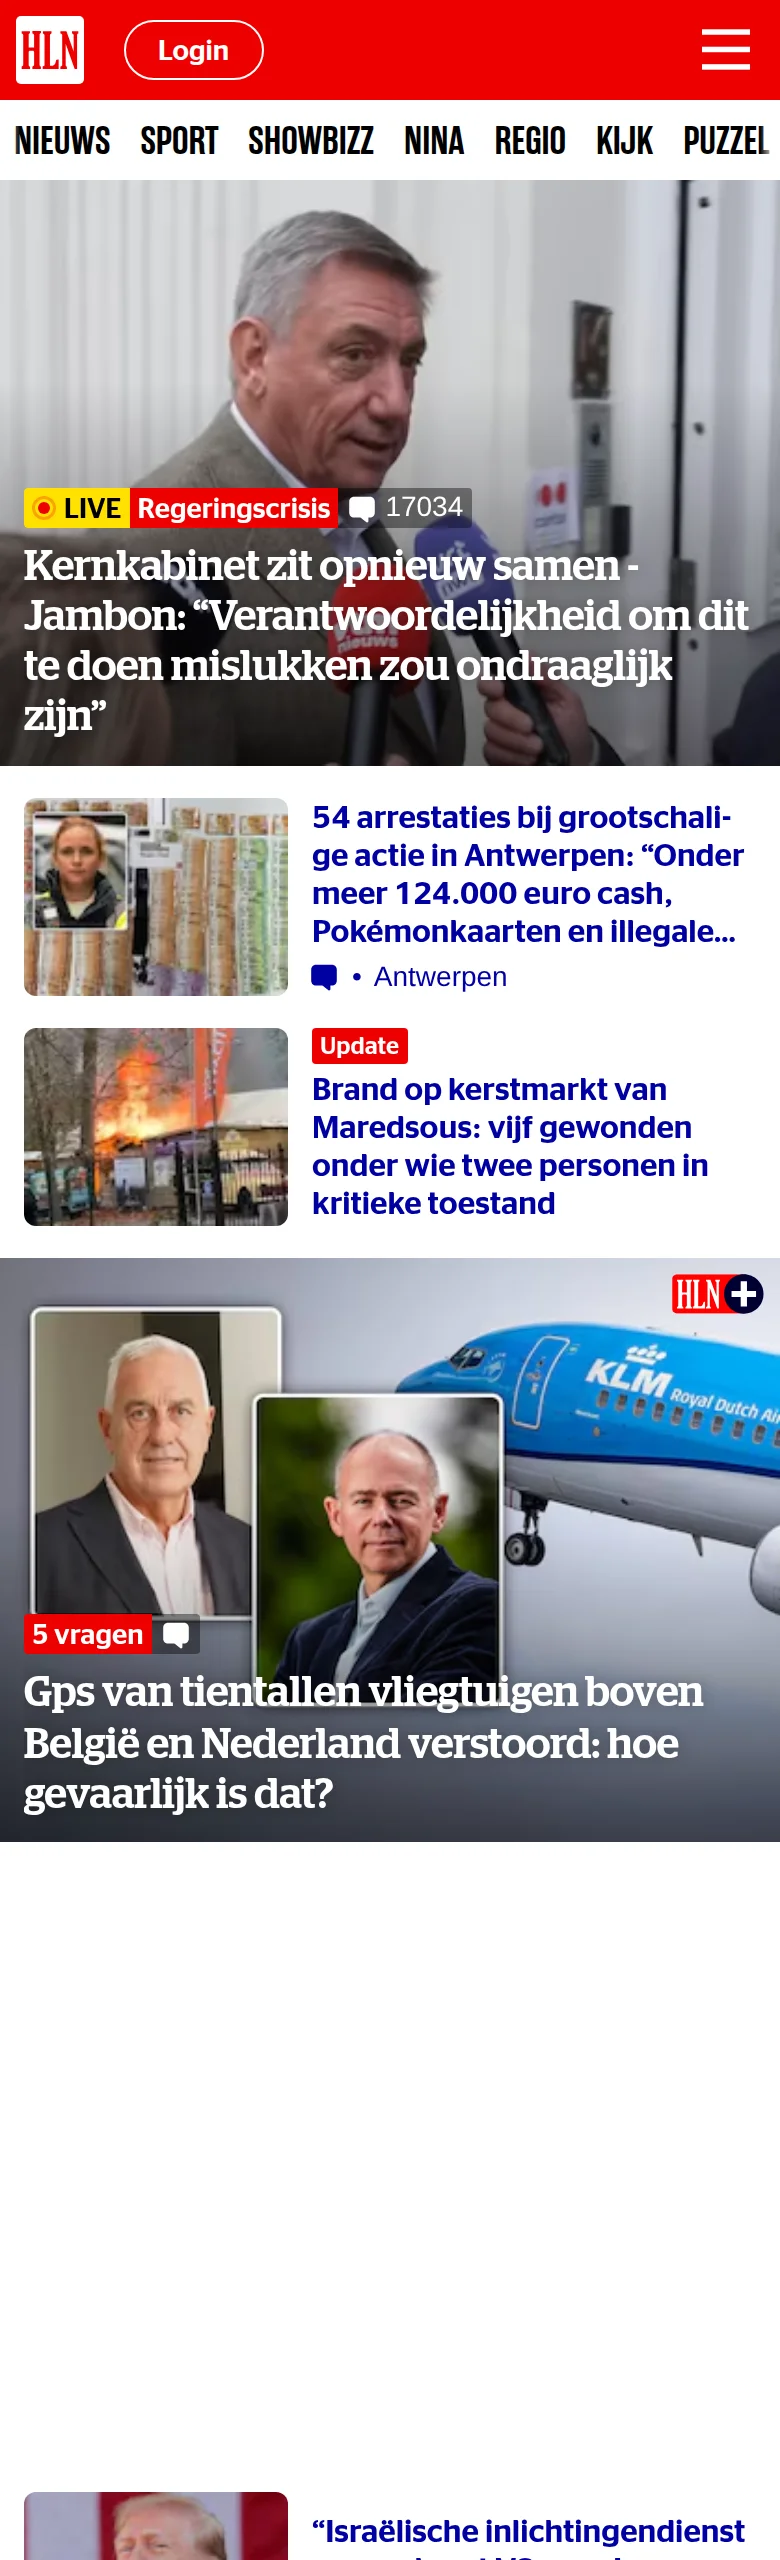 HLN
Login
NIEUWS SPORT SHOWBIZZ NINA REGIO KIJK PUZZEL
LIVE Regeringscrisis 17034
nieuws
Kernkabinet zit opnieuw samen -
Jambon: “Verantwoordelijkheid om dit
te doen mislukken zou ondraaglijk
zijn”
54 arrestaties bij grootschali-
ge actie in Antwerpen: “Onder
meer 124.000 euro cash,
Pokémonkaarten en illegale...
• Antwerpen
Update
Brand op kerstmarkt van
Maredsous: vijf gewonden
onder wie twee personen in
kritieke toestand
HLN+
KLM Royal Dutch Air
5 vragen
Gps van tientallen vliegtuigen boven
België en Nederland verstoord: hoe
gevaarlijk is dat?
“Israëlische inlichtingendienst